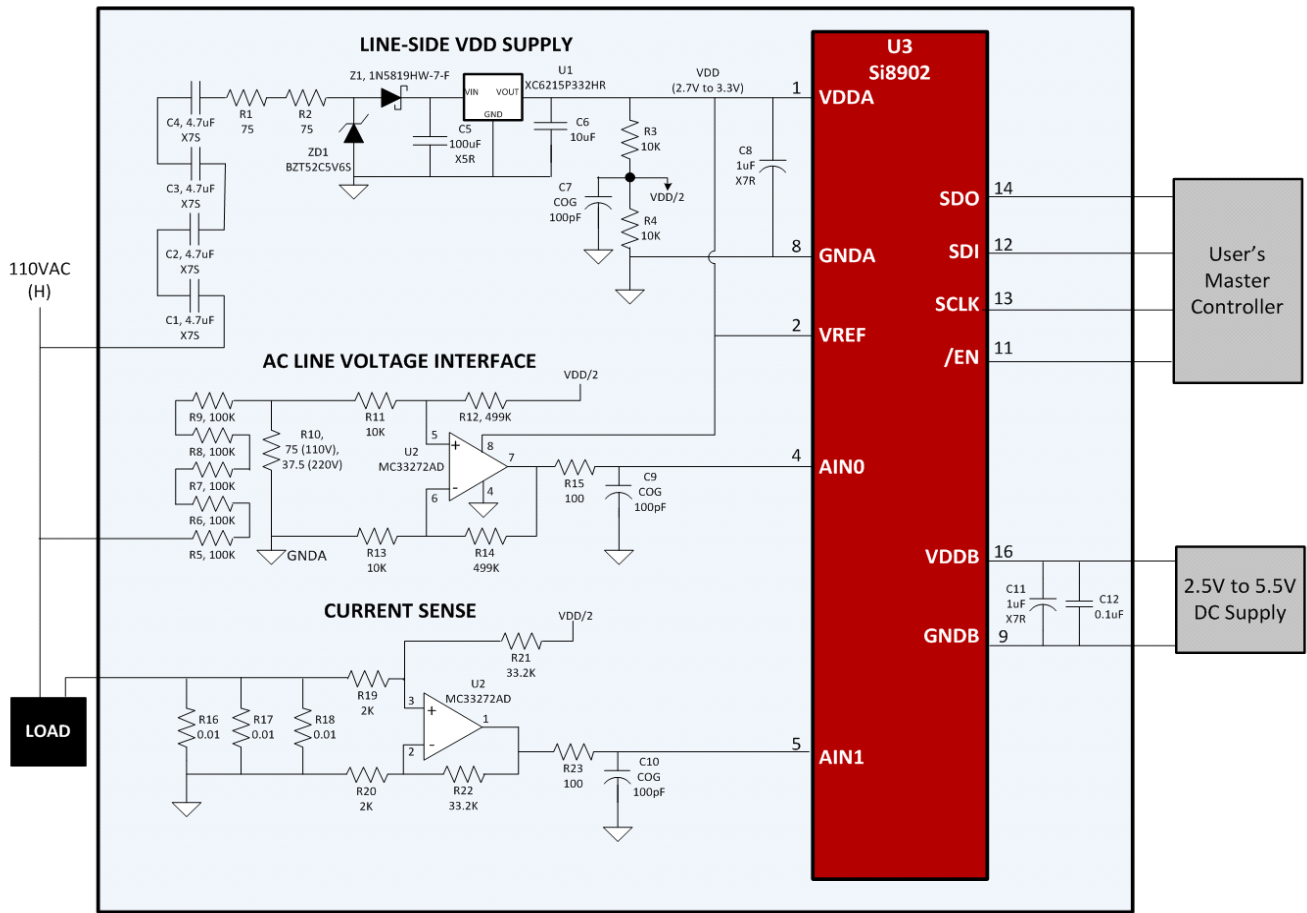 LINE-SIDE VDD SUPPLY
U3
Si8902
Z1, 1N5819HW-7-F
U1
XC6215P332HR
VIN
VOUT
GND
VDD
(2.7V to 3.3V)
1
VDDA
C4, 4.7uF
X7S
R1
75
R2
75
ZD1
BZT52C5V6S
C5
100uF
X5R
C6
10uF
R3
10K
C8
1uF
X7R
C3, 4.7uF
X7S
C7
COG
100pF
VDD/2
R4
10K
14
SDO
C2, 4.7uF
X7S
8
GNDA
12
SDI
110VAC
(H)
User's
Master
Controller
C1, 4.7uF
X7S
13
SCLK
2
VREF
11
/EN
AC LINE VOLTAGE INTERFACE
VDD/2
R9, 100K
R11
10K
R12, 499K
R10,
75 (110V),
37.5 (220V)
R8, 100K
5
+
U2
MC33272AD
8
7
R7, 100K
6
-
4
R15
100
C9
COG
100pF
4
AIN0
R6, 100K
R5, 100K
GNDA
R13
10K
R14
499K
16
VDDB
C11
1uF
X7R
C12
0.1uF
2.5V to 5.5V
DC Supply
GNDB
9
CURRENT SENSE
VDD/2
R21
33.2K
R19
2K
U2
MC33272AD
3
+
1
2
-
R16
0.01
R17
0.01
R18
0.01
LOAD
R20
2K
R22
33.2K
R23
100
C10
COG
100pF
5
AIN1